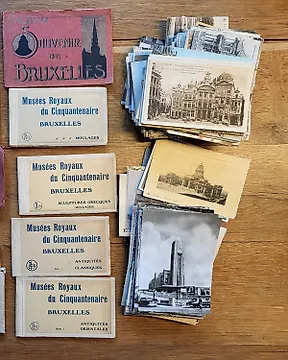 SOUVENIR
DE
BRUXELLES
Musées Royaux
du Cinquantenaire
BRUXELLES
MOULAGES
Musées Royaux
du Cinquantenaire
BRUXELLES
SCULPTURES GRECQUES
Musées Royaux
du Cinquantenaire
BRUXELLES
ANTIQUITÉS
CLASSIQUES
Musées Royaux
du Cinquantenaire
BRUXELLES
ANTIQUITÉS
ORIENTALES